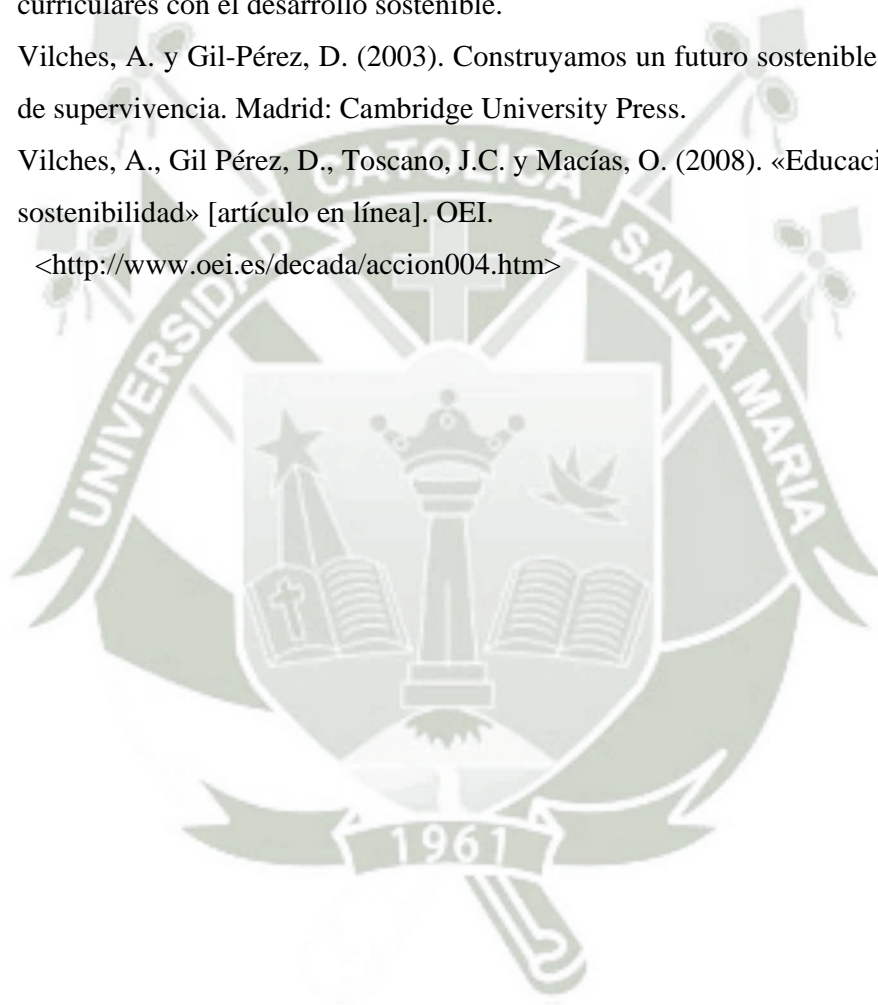 curriculares con el desarrollo sostenible.
Vilches, A. y Gil-Pérez, D. (2003). Construyamos un futuro sostenible
de supervivencia. Madrid: Cambridge University Press.
Vilches, A., Gil Pérez, D., Toscano, J.C. y Macías, O. (2008). «Educaci
sostenibilidad» [artículo en línea]. OEI.
<http://www.oei.es/decada/accion004.htm>
UNIVERSIDAD CATOLICA SANTA MARIA
1961